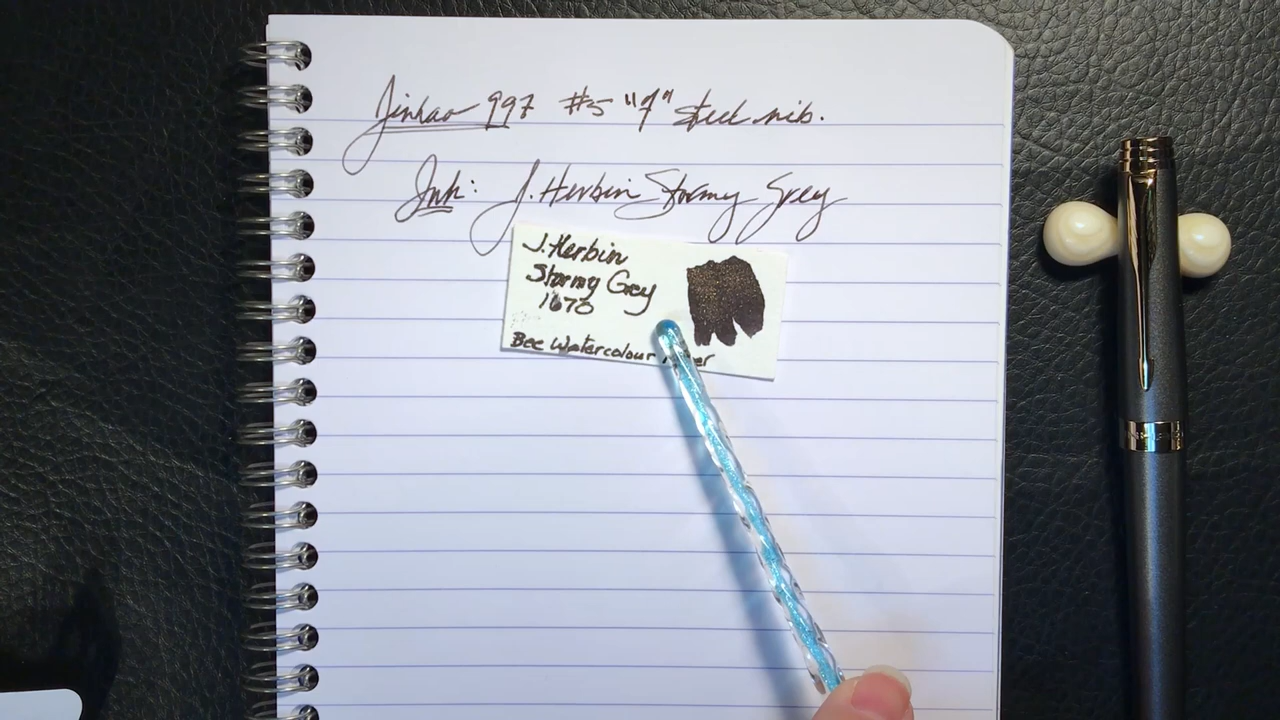 Jinhao 997 #5 "f" steel nib.
Ink: J. Herbin Stormy Grey
J. Herbin
Stormy Grey
1670
Bee Watercolour